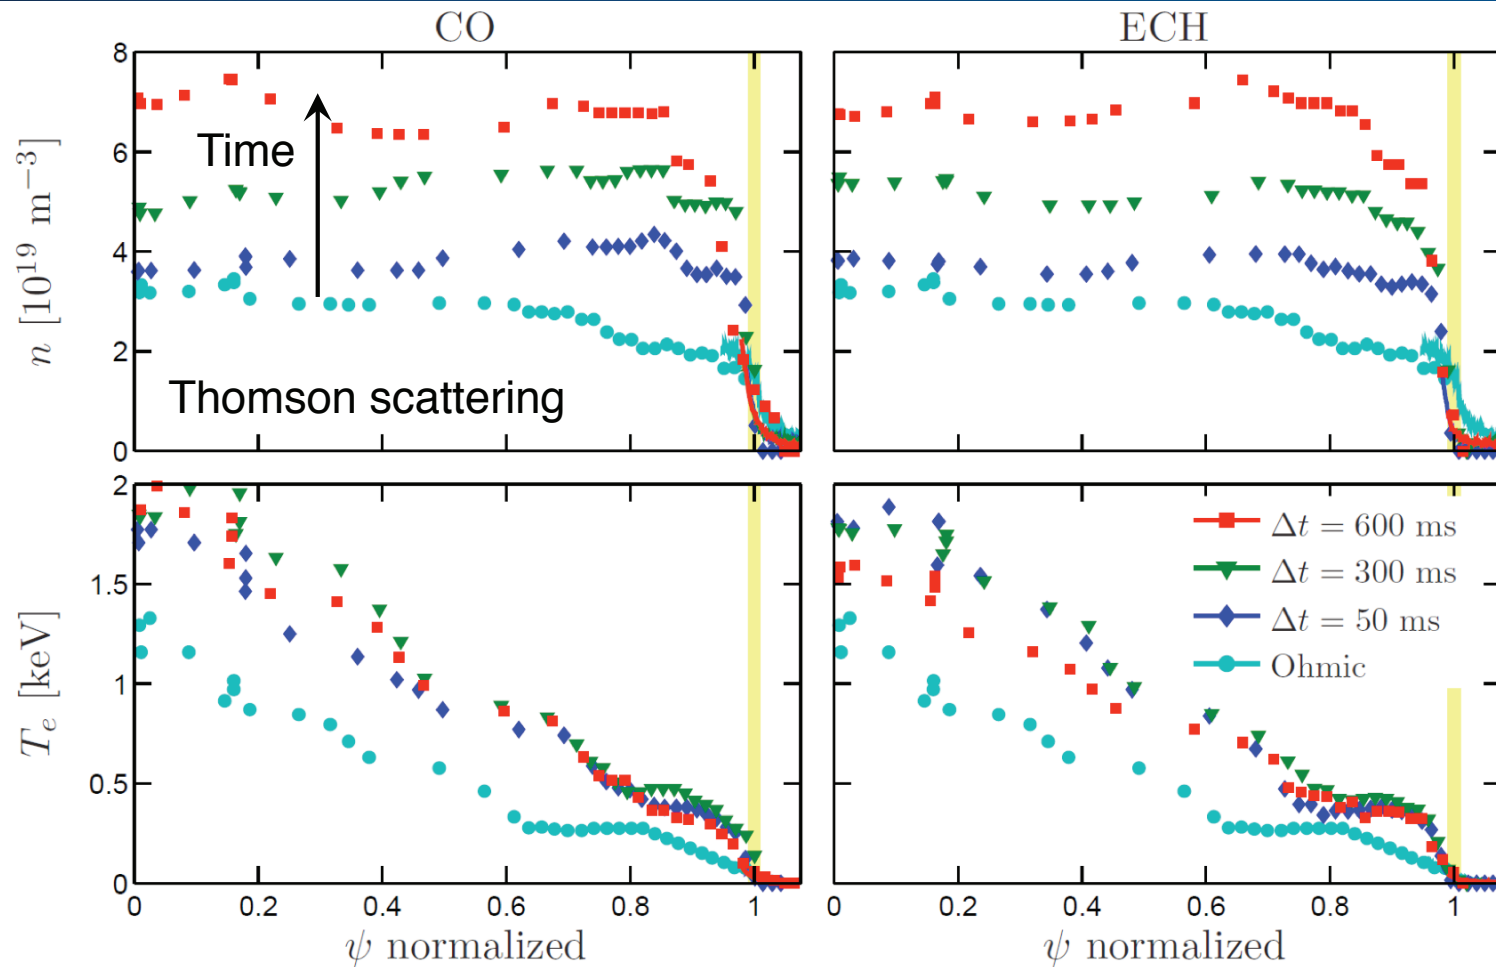 CO
ECH
8
6
4
2
0
n [10¹⁹ m⁻³]
Time
Thomson scattering
2
1.5
1
0.5
0
T_e [keV]
Δt = 600 ms
Δt = 300 ms
Δt = 50 ms
Ohmic
0 0.2 0.4 0.6 0.8 1
0 0.2 0.4 0.6 0.8 1
ψ normalized
ψ normalized